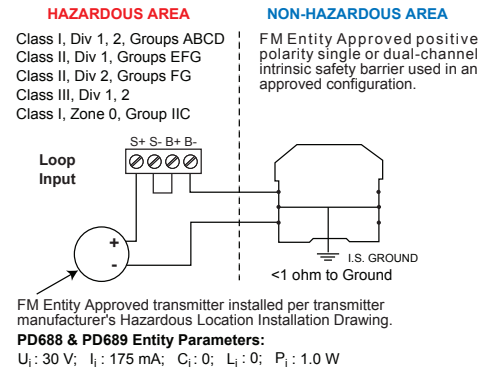 HAZARDOUS AREA
NON-HAZARDOUS AREA
Class I, Div 1, 2, Groups ABCD
Class II, Div 1, Groups EFG
Class II, Div 2, Groups FG
Class III, Div 1, 2
Class I, Zone 0, Group IIC
FM Entity Approved positive
polarity single or dual-channel
intrinsic safety barrier used in an
approved configuration.
S+ S- B+ B-
Loop
Input
+
-
I.S. GROUND
<1 ohm to Ground
FM Entity Approved transmitter installed per transmitter
manufacturer's Hazardous Location Installation Drawing.
PD688 & PD689 Entity Parameters:
Ui : 30 V; Ii : 175 mA; Ci : 0; Li : 0; Pi : 1.0 W